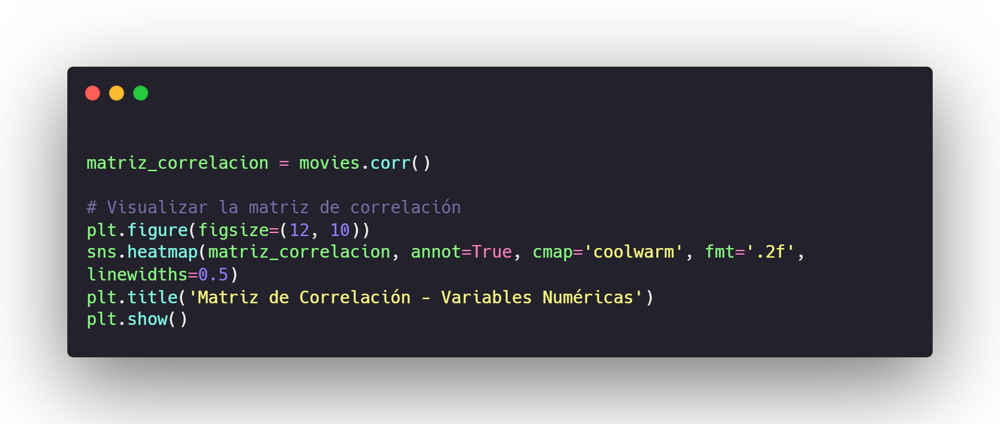 matriz_correlacion = movies.corr()
# Visualizar la matriz de correlación
plt.figure(figsize=(12, 10))
sns.heatmap(matriz_correlacion, annot=True, cmap='coolwarm', fmt='.2f',
linewidths=0.5)
plt.title('Matriz de Correlación - Variables Numéricas')
plt.show()